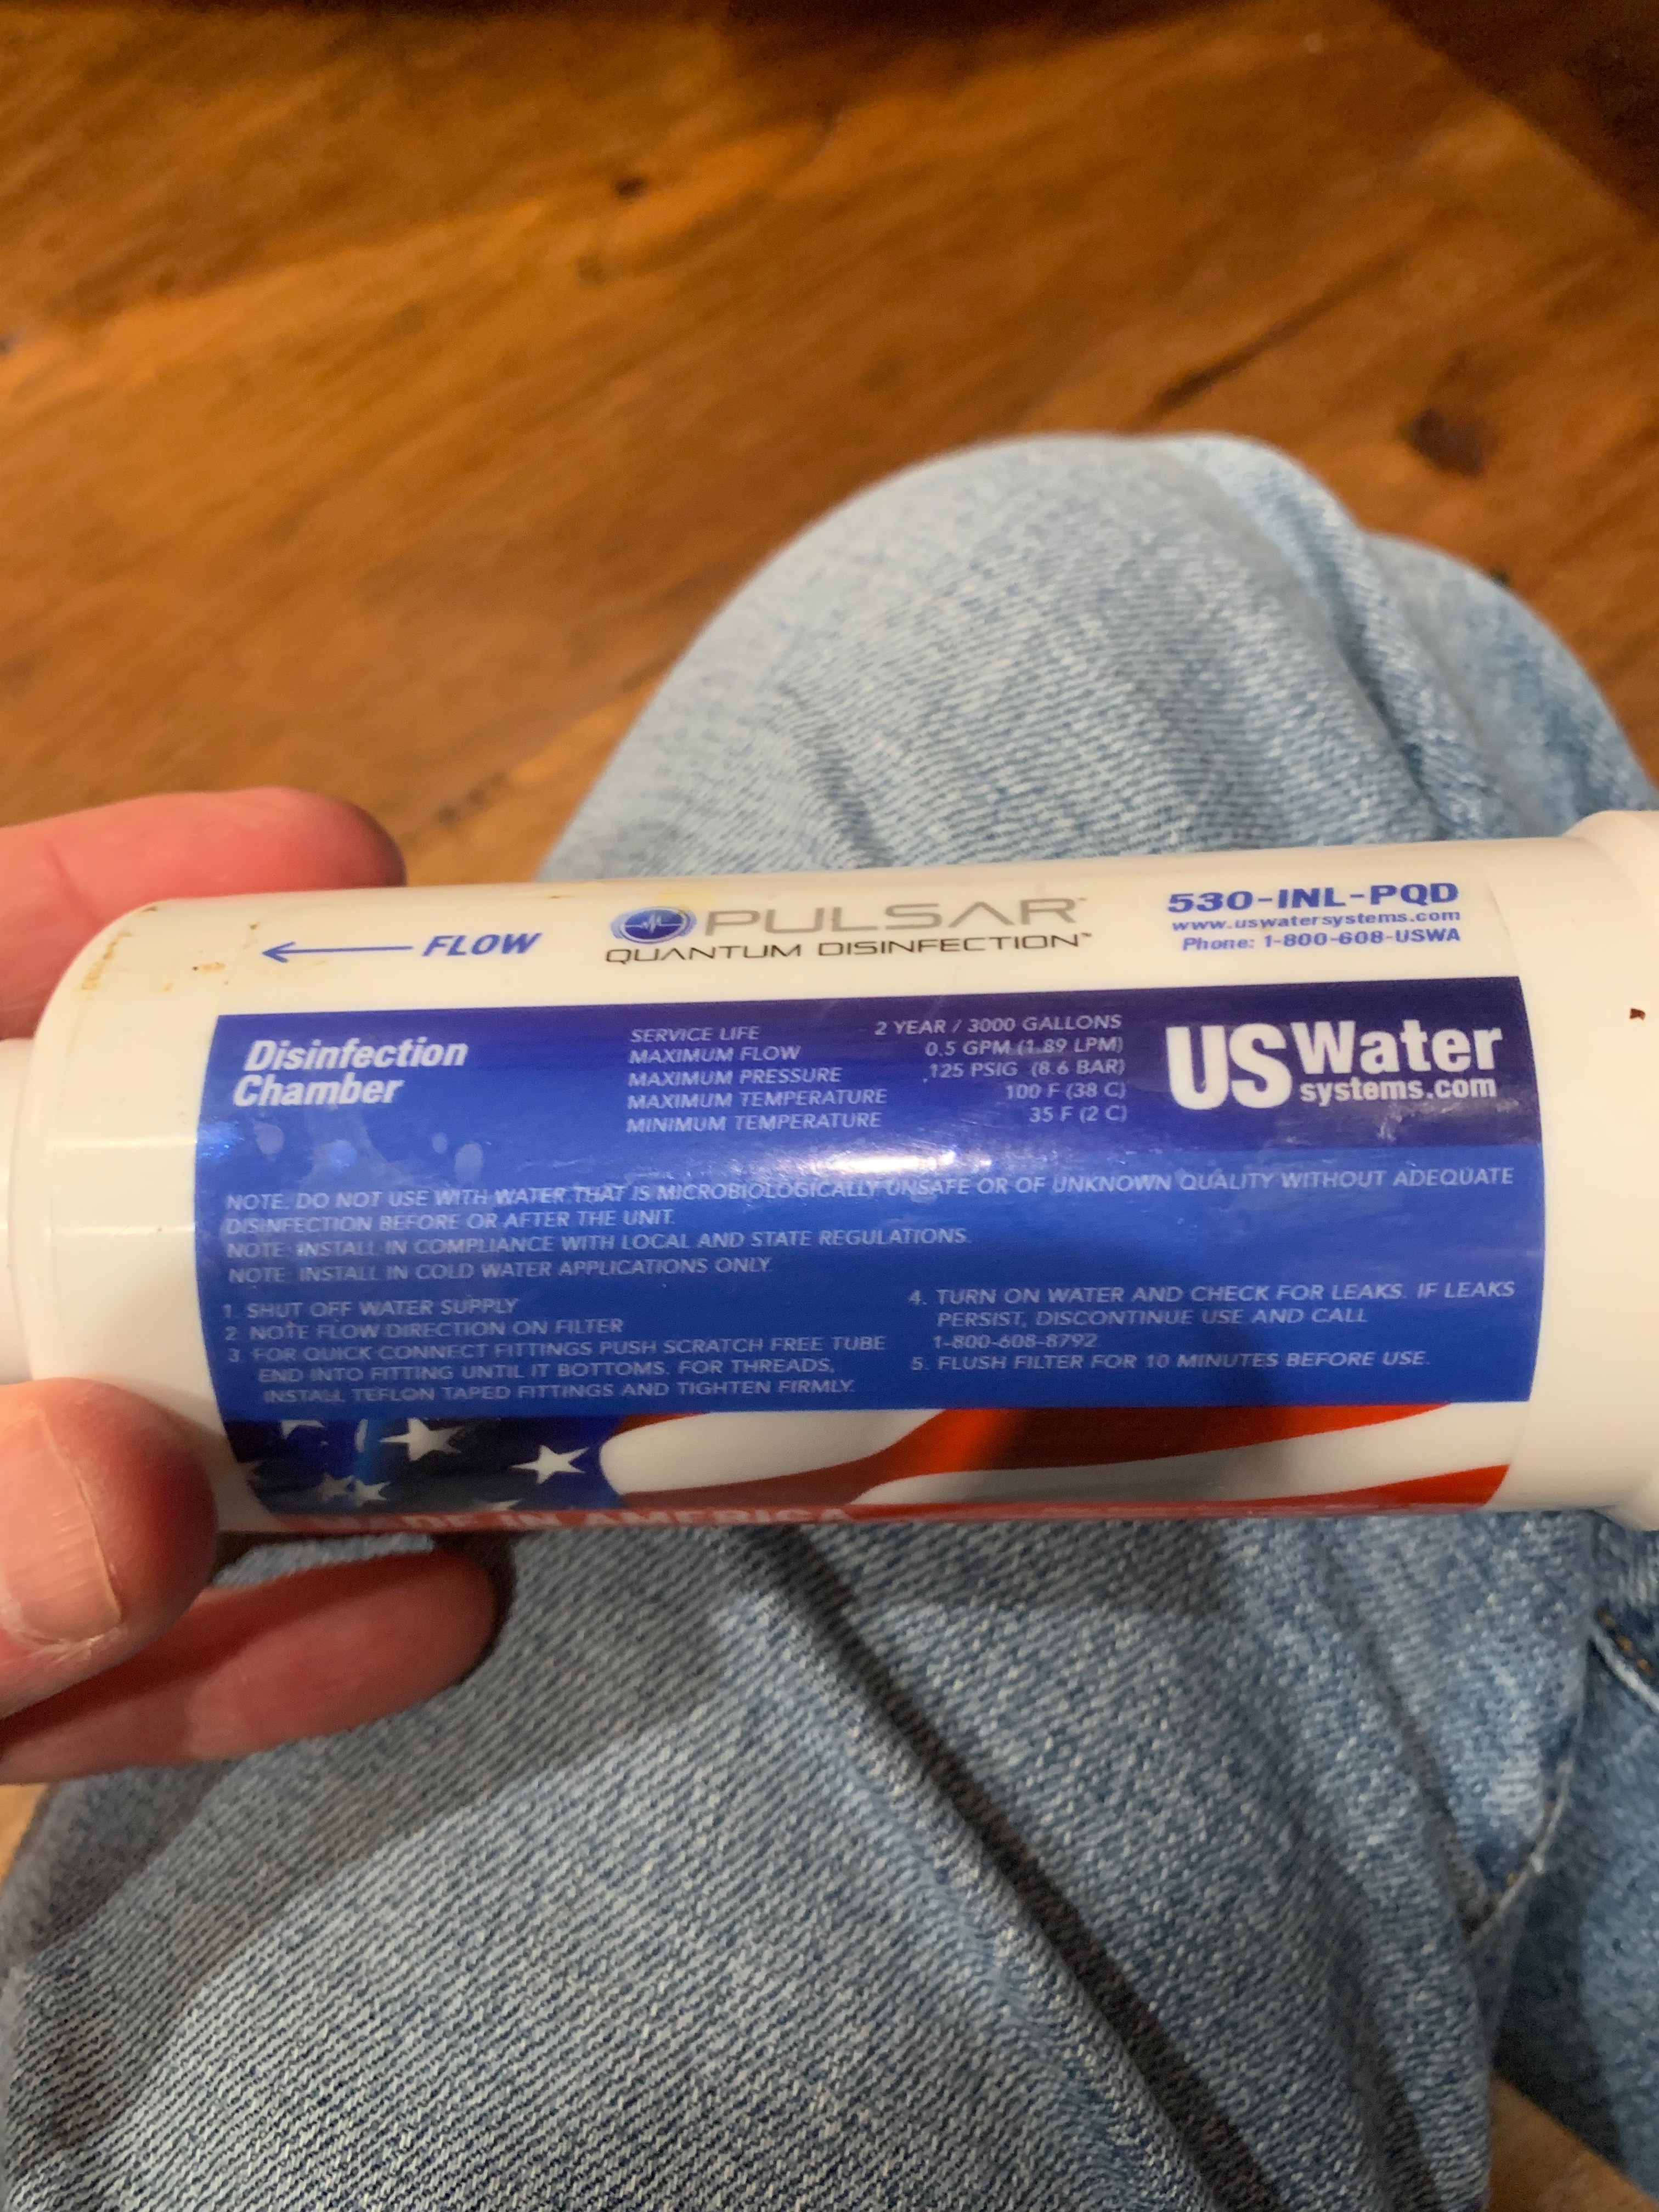 FLOW
PULSAR
QUANTUM DISINFECTION™
530-INL-PQD
www.uswatersystems.com
Phone: 1-800-608-USWA
Disinfection
Chamber
SERVICE LIFE 2 YEAR / 3000 GALLONS
MAXIMUM FLOW 0.5 GPM (1.89 LPM)
MAXIMUM PRESSURE 125 PSIG (8.6 BAR)
MAXIMUM TEMPERATURE 100 F (38 C)
MINIMUM TEMPERATURE 35 F (2 C)
US Water
systems.com
NOTE: DO NOT USE WITH WATER THAT IS MICROBIOLOGICALLY UNSAFE OR OF UNKNOWN QUALITY WITHOUT ADEQUATE
DISINFECTION BEFORE OR AFTER THE UNIT.
NOTE: INSTALL IN COMPLIANCE WITH LOCAL AND STATE REGULATIONS.
NOTE: INSTALL IN COLD WATER APPLICATIONS ONLY.
1. SHUT OFF WATER SUPPLY
2. NOTE FLOW DIRECTION ON FILTER
3. FOR QUICK CONNECT FITTINGS PUSH SCRATCH FREE TUBE
END INTO FITTING UNTIL IT BOTTOMS. FOR THREADS,
INSTALL TEFLON TAPED FITTINGS AND TIGHTEN FIRMLY.
4. TURN ON WATER AND CHECK FOR LEAKS. IF LEAKS
PERSIST, DISCONTINUE USE AND CALL
1-800-608-8792
5. FLUSH FILTER FOR 10 MINUTES BEFORE USE.
MADE IN AMERICA